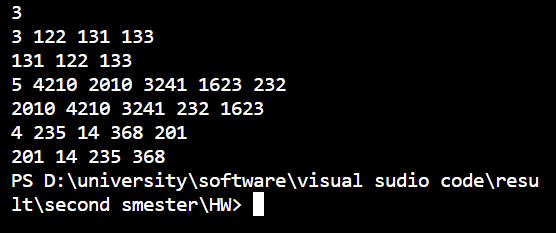 3
3 122 131 133
131 122 133
5 4210 2010 3241 1623 232
2010 4210 3241 232 1623
4 235 14 368 201
201 14 235 368
PS D:\university\software\visual sudio code\resu
lt\second smester\HW>